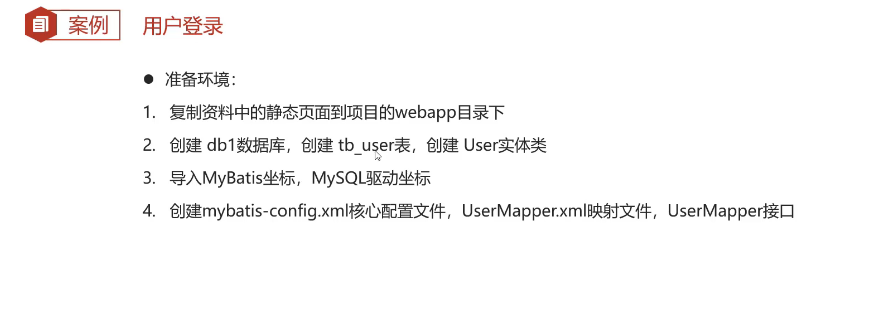 案例 用户登录
● 准备环境：
1. 复制资料中的静态页面到项目的webapp目录下
2. 创建 db1数据库，创建 tb_user表，创建 User实体类
3. 导入MyBatis坐标，MySQL驱动坐标
4. 创建mybatis-config.xml核心配置文件，UserMapper.xml映射文件，UserMapper接口